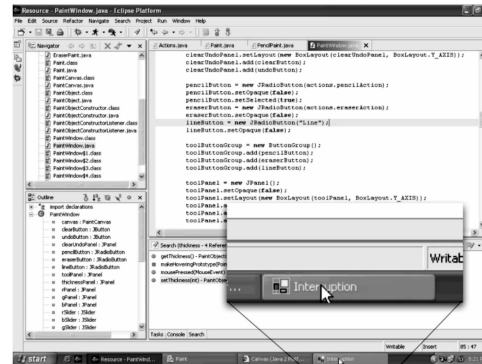 Resource - PaintWindow.java - Eclipse Platform
File Edit Source Refactor Navigate Search Project Run Window Help
Navigator
Actions.java
Paint.java
PencilPaint.java
PaintWindow.java
EraserPaint.java
Paint.class
Paint.java
PaintCanvas.class
PaintCanvas.java
PaintObject.class
PaintObject.java
PaintObjectConstructor.class
PaintObjectConstructor.java
PaintObjectConstructorListener.class
PaintObjectConstructorListener.java
PaintWindow.class
PaintWindow.java
PaintWindow$1.class
PaintWindow$2.class
PaintWindow$3.class
PaintWindow$4.class
clearUndoPanel.setLayout(new BoxLayout(clearUndoPanel, BoxLayout.Y_AXIS));
clearUndoPanel.add(clearButton);
clearUndoPanel.add(undoButton);
pencilButton = new JRadioButton(actions.pencilAction);
pencilButton.setOpaque(false);
pencilButton.setSelected(true);
eraserButton = new JRadioButton(actions.eraserAction);
eraserButton.setOpaque(false);
lineButton = new JRadioButton("Line");
lineButton.setOpaque(false);
toolButtonGroup = new ButtonGroup();
toolButtonGroup.add(pencilButton);
toolButtonGroup.add(eraserButton);
toolButtonGroup.add(lineButton);
toolPanel = new JPanel();
toolPanel.setOpaque(false);
toolPanel.setLayout(new BoxLayout(toolPanel, BoxLayout.Y_AXIS));
Outline
import declarations
PaintWindow
canvas : PaintCanvas
clearButton : JButton
undoButton : JButton
clearUndoPanel : JPanel
pencilButton : JRadioButton
eraserButton : JRadioButton
lineButton : JRadioButton
toolPanel : JPanel
thicknessPanel : JPanel
rPanel : JPanel
gPanel : JPanel
bPanel : JPanel
rSlider : JSlider
bSlider : JSlider
gSlider : JSlider
Search (thickness - 4 Referen
getThickness() - PaintObject
makeHoveringPrototype(Poin
mousePressed(MouseEvent)
setThickness(int) - PaintObject
Writab
Interruption
Tasks Console Search
Writable Insert 85 : 47
start
Resource - PaintWind...
Paint
Canvas (Java 2 Platf...
Interruption